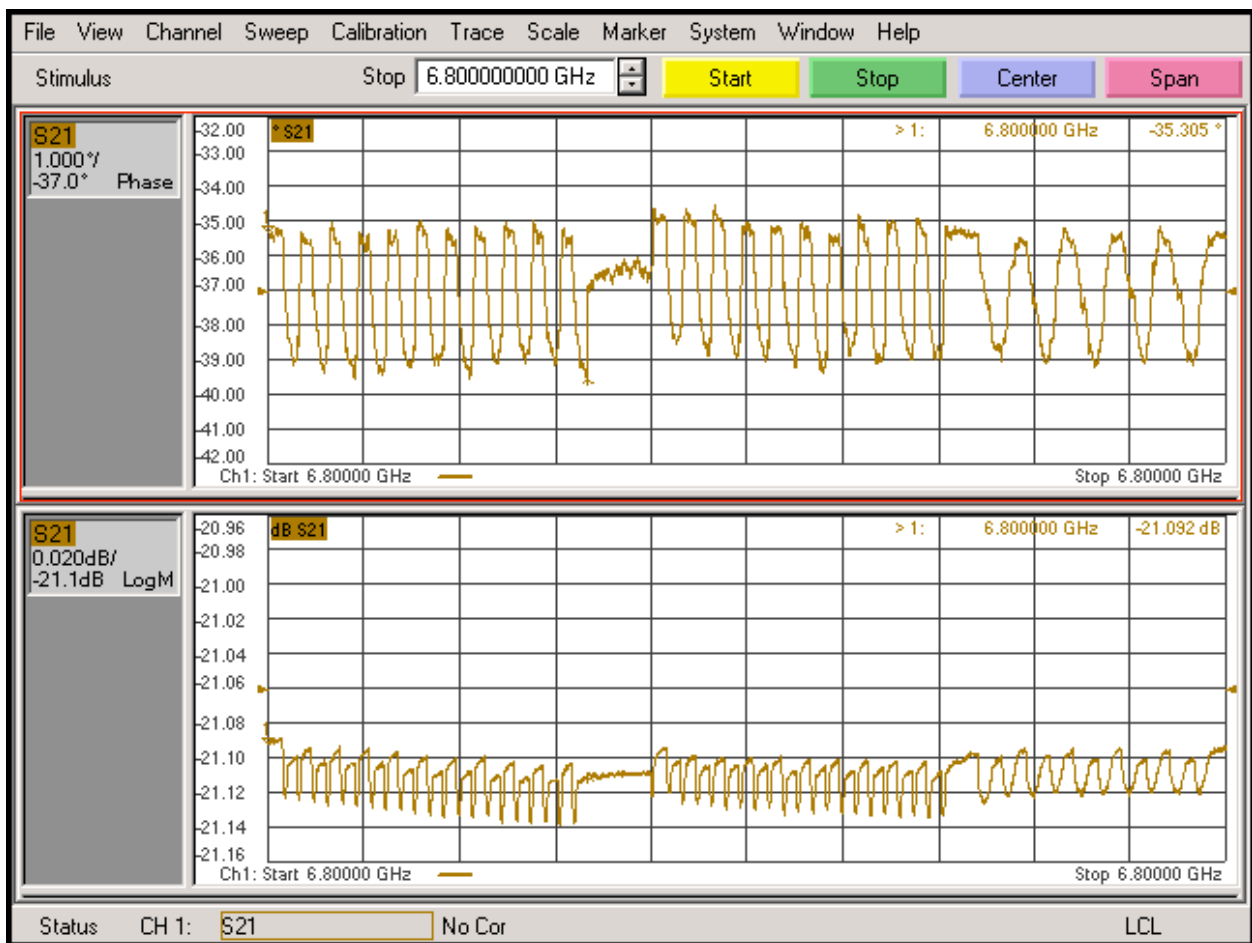 File View Channel Sweep Calibration Trace Scale Marker System Window Help
Stimulus Stop 6.800000000 GHz Start Stop Center Span
S21
1.000°/
-37.0° Phase
-32.00
-33.00
-34.00
-35.00
-36.00
-37.00
-38.00
-39.00
-40.00
-41.00
-42.00
° S21
> 1: 6.800000 GHz -35.305 °
1
Ch1: Start 6.80000 GHz
Stop 6.80000 GHz
S21
0.020dB/
-21.1dB LogM
-20.96
-20.98
-21.00
-21.02
-21.04
-21.06
-21.08
-21.10
-21.12
-21.14
-21.16
dB S21
> 1: 6.800000 GHz -21.092 dB
1
Ch1: Start 6.80000 GHz
Stop 6.80000 GHz
Status CH 1: S21 No Cor LCL